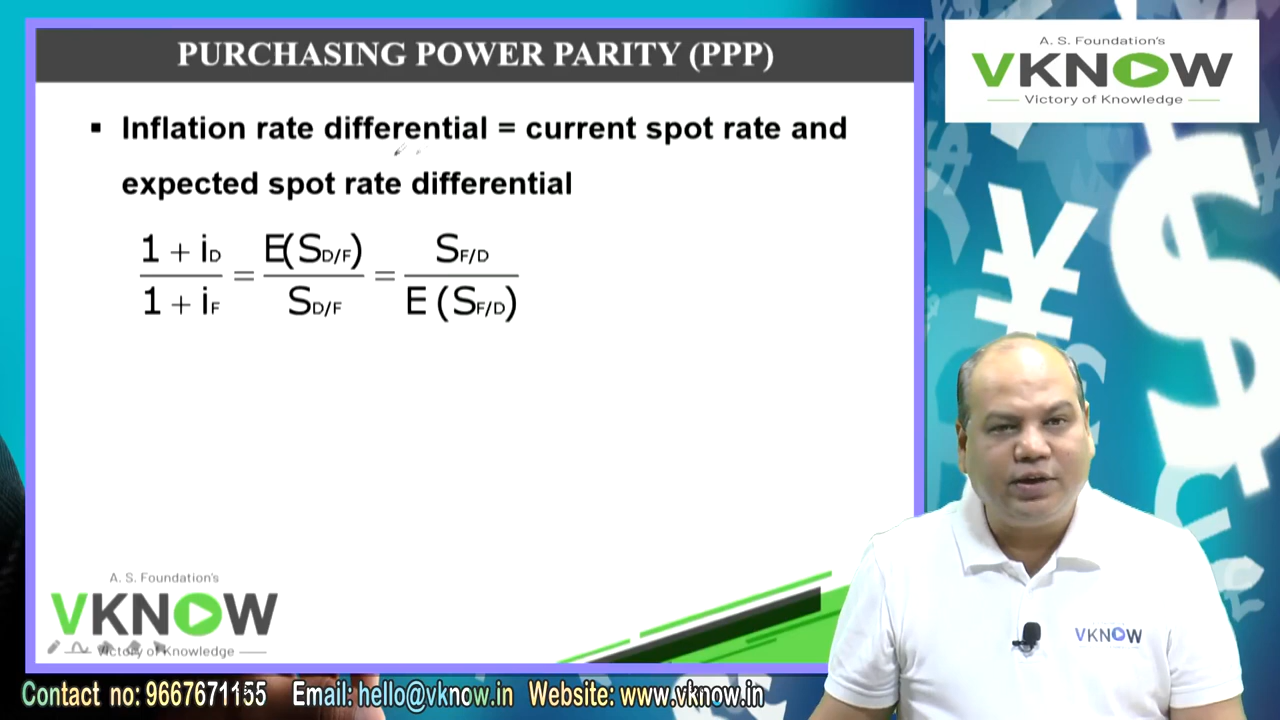 PURCHASING POWER PARITY (PPP)
A. S. Foundation's
VKNOW
Victory of Knowledge
▪ Inflation rate differential = current spot rate and
expected spot rate differential
1 + iD / 1 + iF = E(SD/F) / SD/F = SF/D / E (SF/D)
A. S. Foundation's
VKNOW
Victory of Knowledge
VKNOW
Contact no: 9667671155 Email: hello@vknow.in Website: www.vknow.in